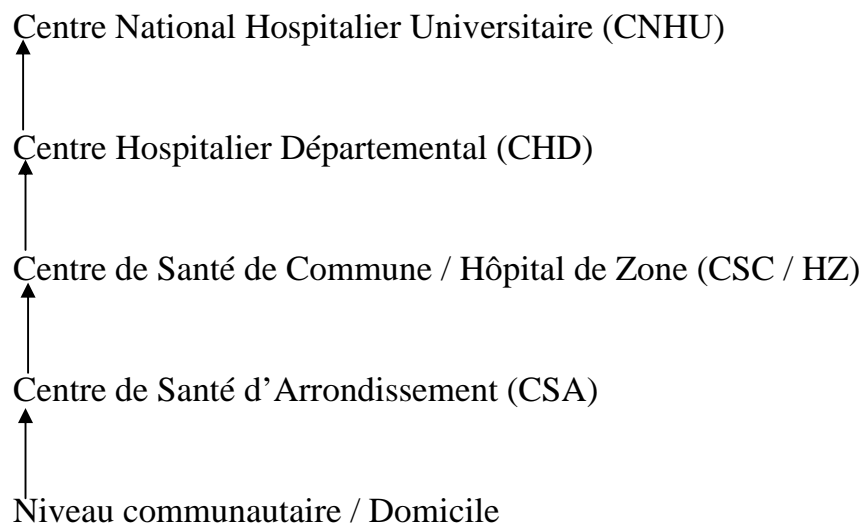 Centre National Hospitalier Universitaire (CNHU)
Centre Hospitalier Départemental (CHD)
Centre de Santé de Commune / Hôpital de Zone (CSC / HZ)
Centre de Santé d’Arrondissement (CSA)
Niveau communautaire / Domicile